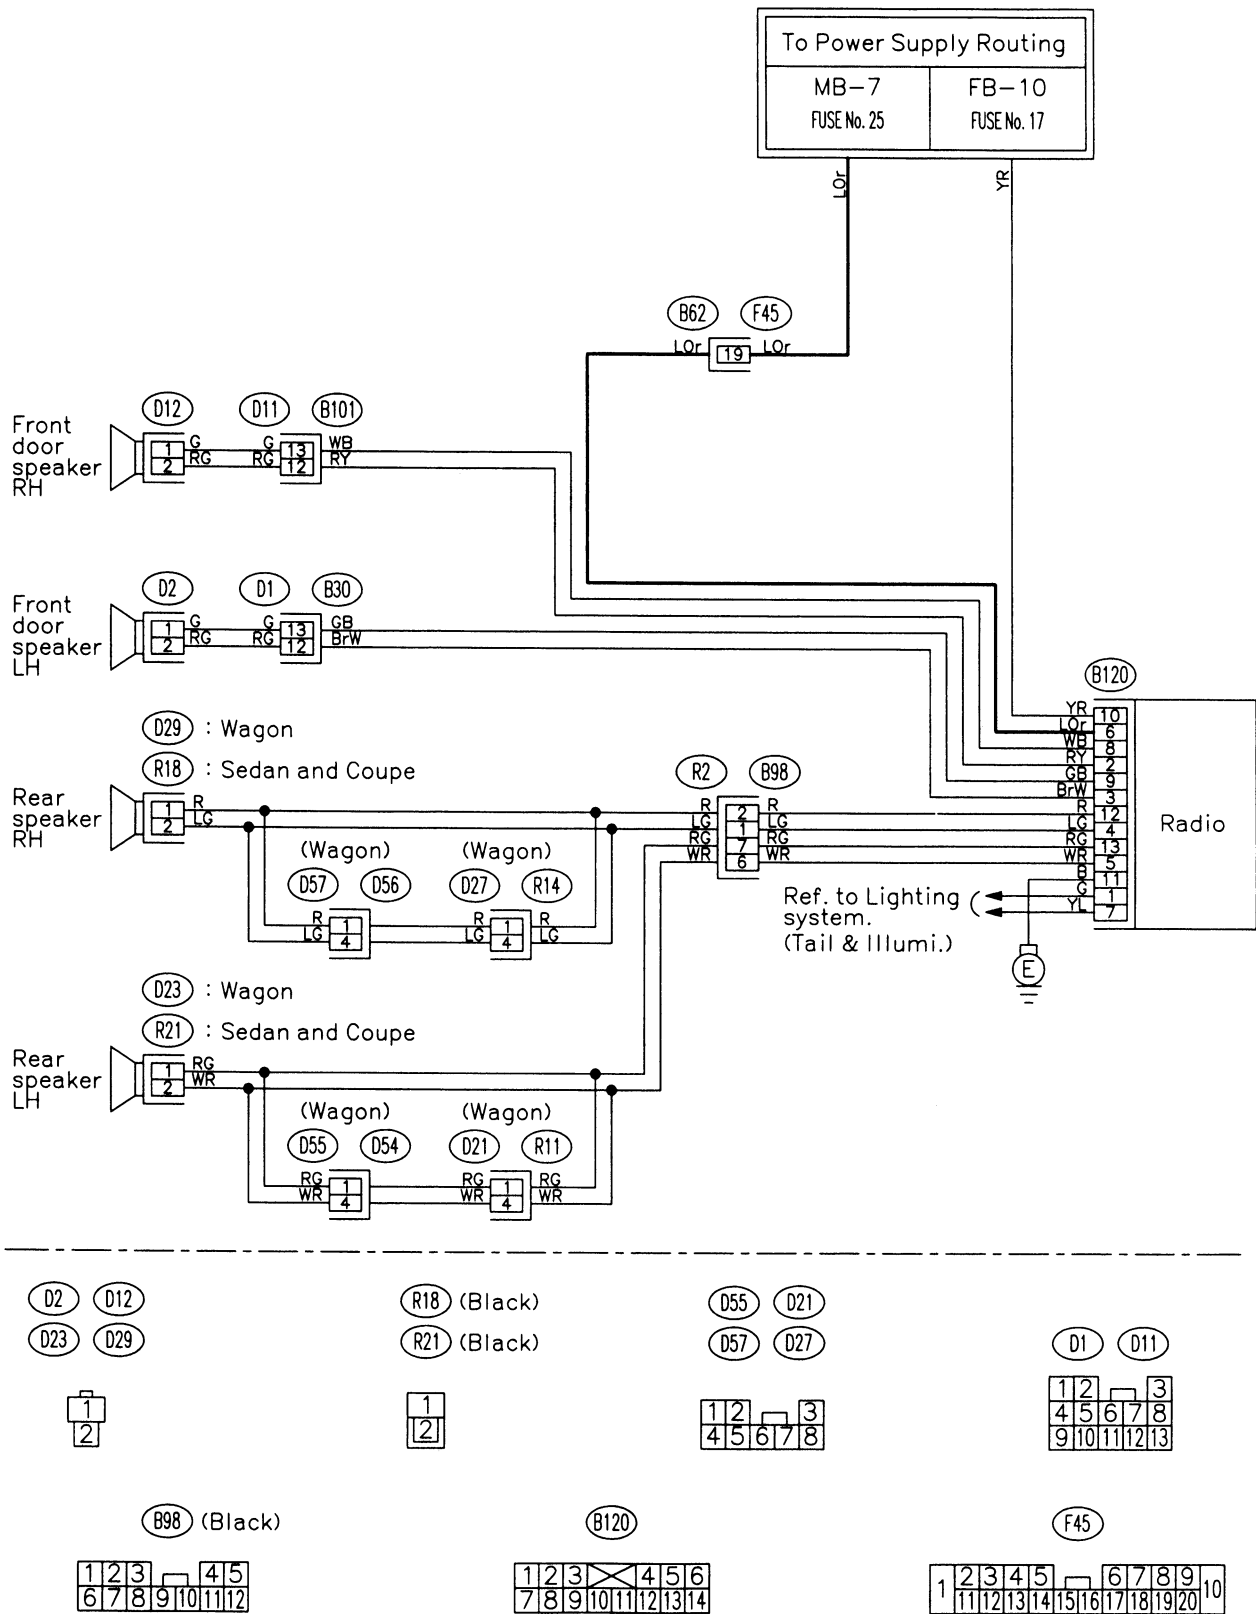 To Power Supply Routing
MB-7 FB-10
FUSE No. 25 FUSE No. 17
LOr YR
B62 F45
LOr 19 LOr
D12 D11 B101
Front door speaker RH
1 G G 13 WB
2 RG RG 12 RY
D2 D1 B30
Front door speaker LH
1 G G 13 GB
2 RG RG 12 BrW
B120
YR 10
LOr 6
WB 8
RY 2
GB 9
BrW 3
R 12
LG 4
RG 13
WR 5
B 11
G 1
YL 7
Radio
D29 : Wagon
R18 : Sedan and Coupe
R2 B98
Rear speaker RH
1 R R 2 R
2 LG LG 1 LG
RG 7 RG
WR 6 WR
(Wagon) (Wagon)
D57 D56 D27 R14
R 1 R 1 R
LG 4 LG 4 LG
Ref. to Lighting
system.
(Tail & Illumi.)
E
D23 : Wagon
R21 : Sedan and Coupe
Rear speaker LH
1 RG
2 WR
(Wagon) (Wagon)
D55 D54 D21 R11
RG 1 RG 1 RG
WR 4 WR 4 WR
D2 D12
D23 D29
1
2
R18 (Black)
R21 (Black)
1
2
D55 D21
D57 D27
1 2 3
4 5 6 7 8
D1 D11
1 2 3
4 5 6 7 8
9 10 11 12 13
B98 (Black)
1 2 3 4 5
6 7 8 9 10 11 12
B120
1 2 3 4 5 6
7 8 9 10 11 12 13 14
F45
1 2 3 4 5 6 7 8 9 10
11 12 13 14 15 16 17 18 19 20